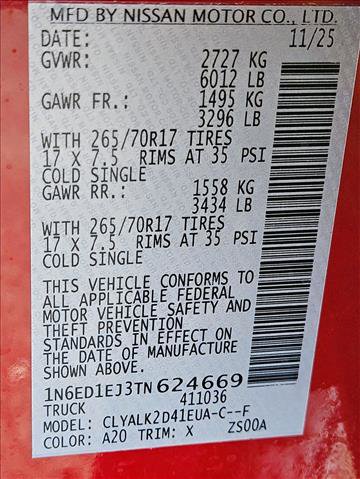 MFD BY NISSAN MOTOR CO., LTD.
DATE: 11/25
GVWR: 2727 KG
6012 LB
GAWR FR.: 1495 KG
3296 LB
WITH 265/70R17 TIRES
17 X 7.5 RIMS AT 35 PSI
COLD SINGLE
GAWR RR.: 1558 KG
3434 LB
WITH 265/70R17 TIRES
17 X 7.5 RIMS AT 35 PSI
COLD SINGLE
THIS VEHICLE CONFORMS TO
ALL APPLICABLE FEDERAL
MOTOR VEHICLE SAFETY AND
THEFT PREVENTION
STANDARDS IN EFFECT ON
THE DATE OF MANUFACTURE
SHOWN ABOVE.
1N6ED1EJ3TN624669
TRUCK 411036
MODEL: CLYALK2D41EUA-C--F
COLOR: A20 TRIM: X ZS00A